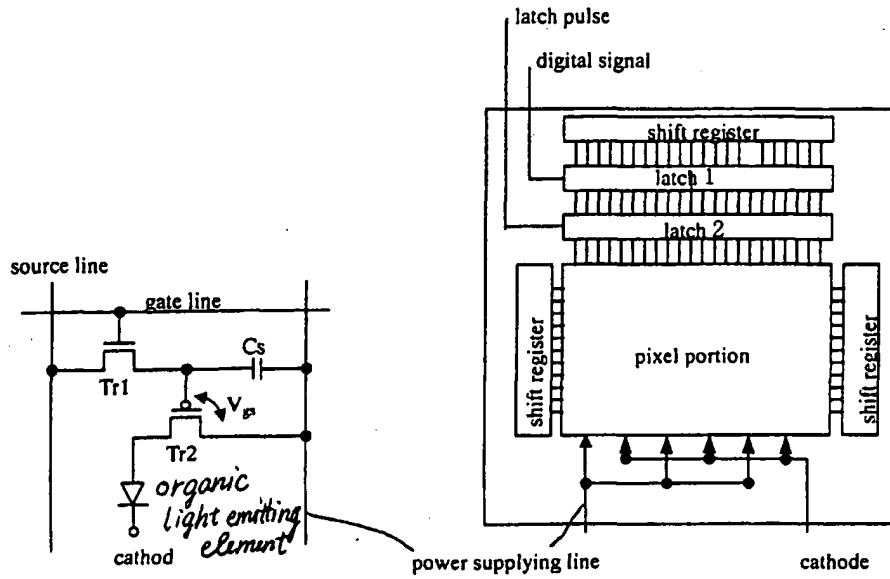 latch pulse
digital signal
shift register
latch 1
latch 2
source line
gate line
Cs
Tr1
Vgs
Tr2
organic
light emitting
element
cathod
shift register
pixel portion
shift register
power supplying line
cathode